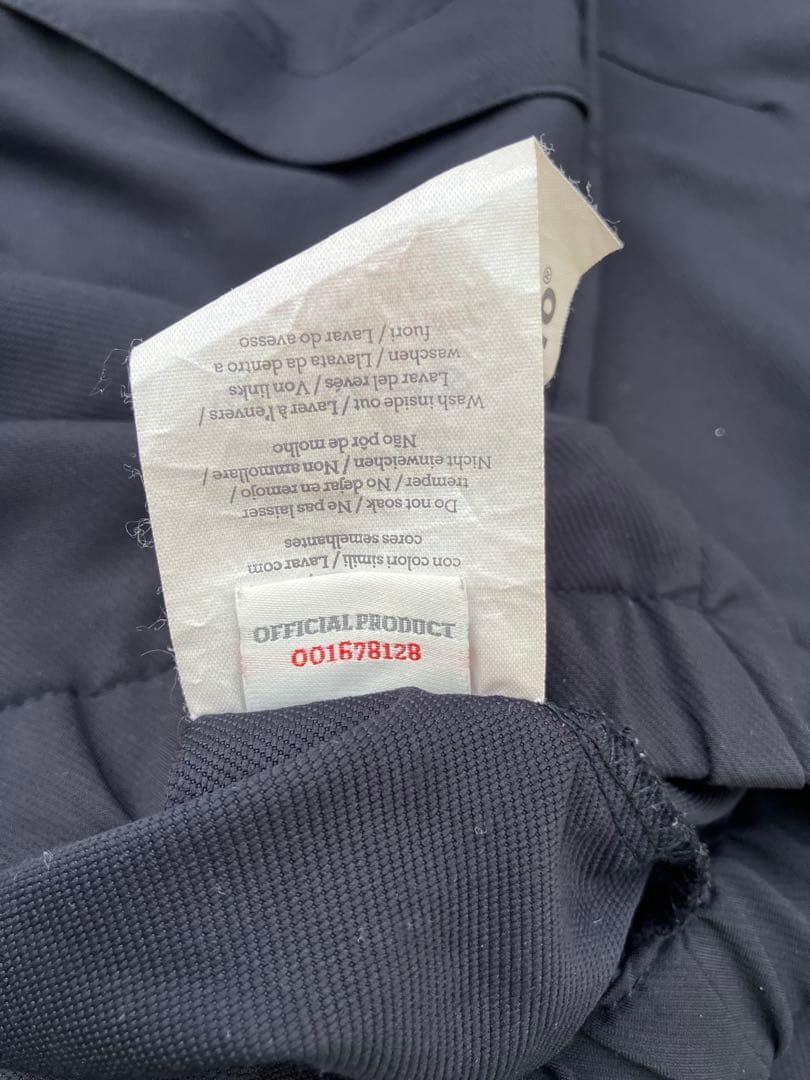 con colori simili / Lavar com
cores semelhantes
Do not soak / Ne pas laisser
tremper / No dejar en remojo /
Nicht einweichen / Non ammollare /
Não pôr de molho
Wash inside out / Laver à l'envers /
Lavar del revés / Von links
waschen / Llavata da dentro a
fuori / Lavar do avesso
OFFICIAL PRODUCT
001678128
O®